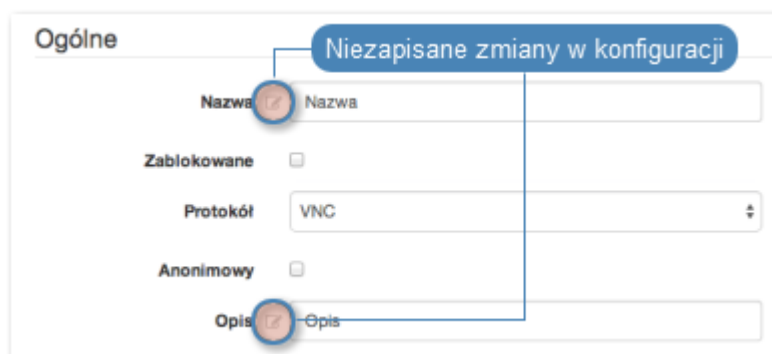 Ogólne
Niezapisane zmiany w konfiguracji
Nazwa Nazwa
Zablokowane
Protokół VNC
Anonimowy
Opis Opis